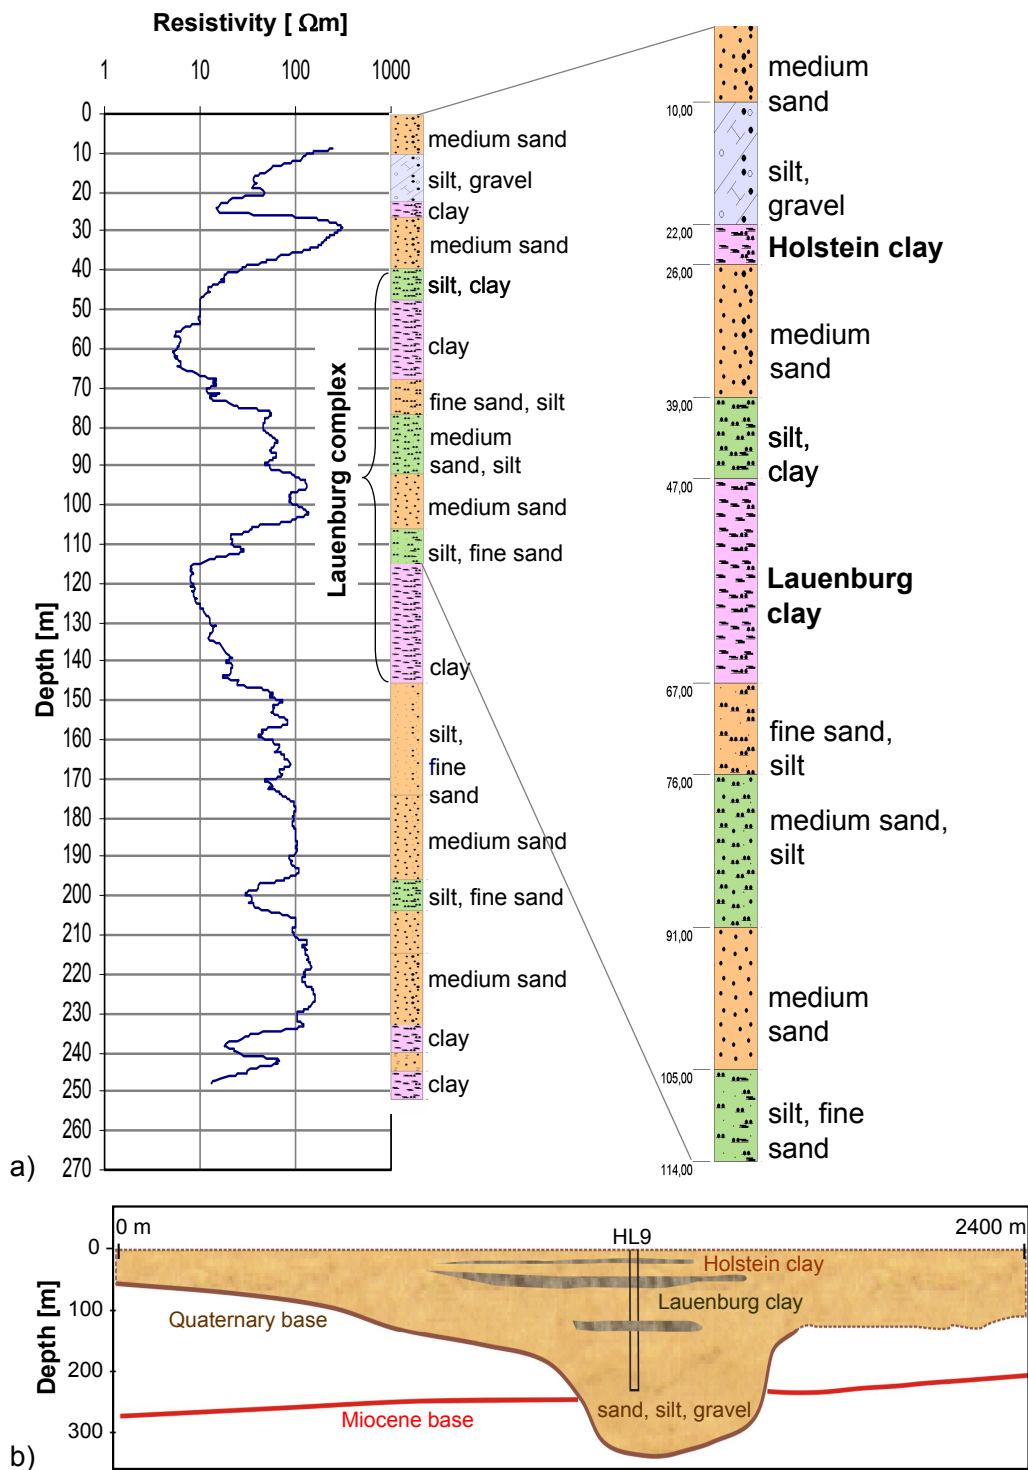 Resistivity [ Ωm]
1 10 100 1000
0
10
20
30
40
50
60
70
80
90
100
110
120
130
140
150
160
170
180
190
200
210
220
230
240
250
260
270
Depth [m]
medium sand
silt, gravel
clay
medium sand
silt, clay
clay
fine sand, silt
medium
sand, silt
medium sand
silt, fine sand
clay
silt,
fine
sand
medium sand
silt, fine sand
medium sand
clay
clay
Lauenburg complex
medium
sand
10,00
silt,
gravel
22,00
Holstein clay
26,00
medium
sand
39,00
silt,
clay
47,00
Lauenburg
clay
67,00
fine sand,
silt
76,00
medium sand,
silt
91,00
medium
sand
105,00
silt, fine
sand
114,00
a)
0 m
HL9
2400 m
0
100
200
300
Depth [m]
Holstein clay
Lauenburg clay
Quaternary base
sand, silt, gravel
Miocene base
b)